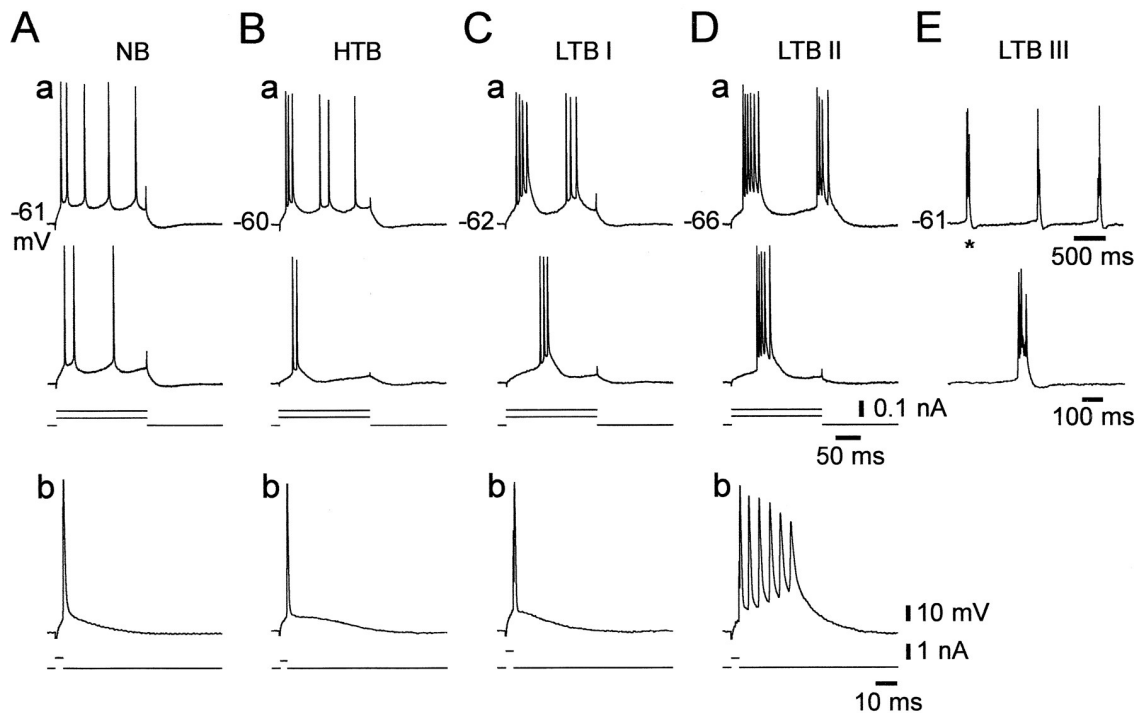 A B C D E
NB HTB LTB I LTB II LTB III
a a a a
-61 mV -60 -62 -66 -61
*
500 ms
0.1 nA
100 ms
50 ms
b b b b
10 mV
1 nA
10 ms